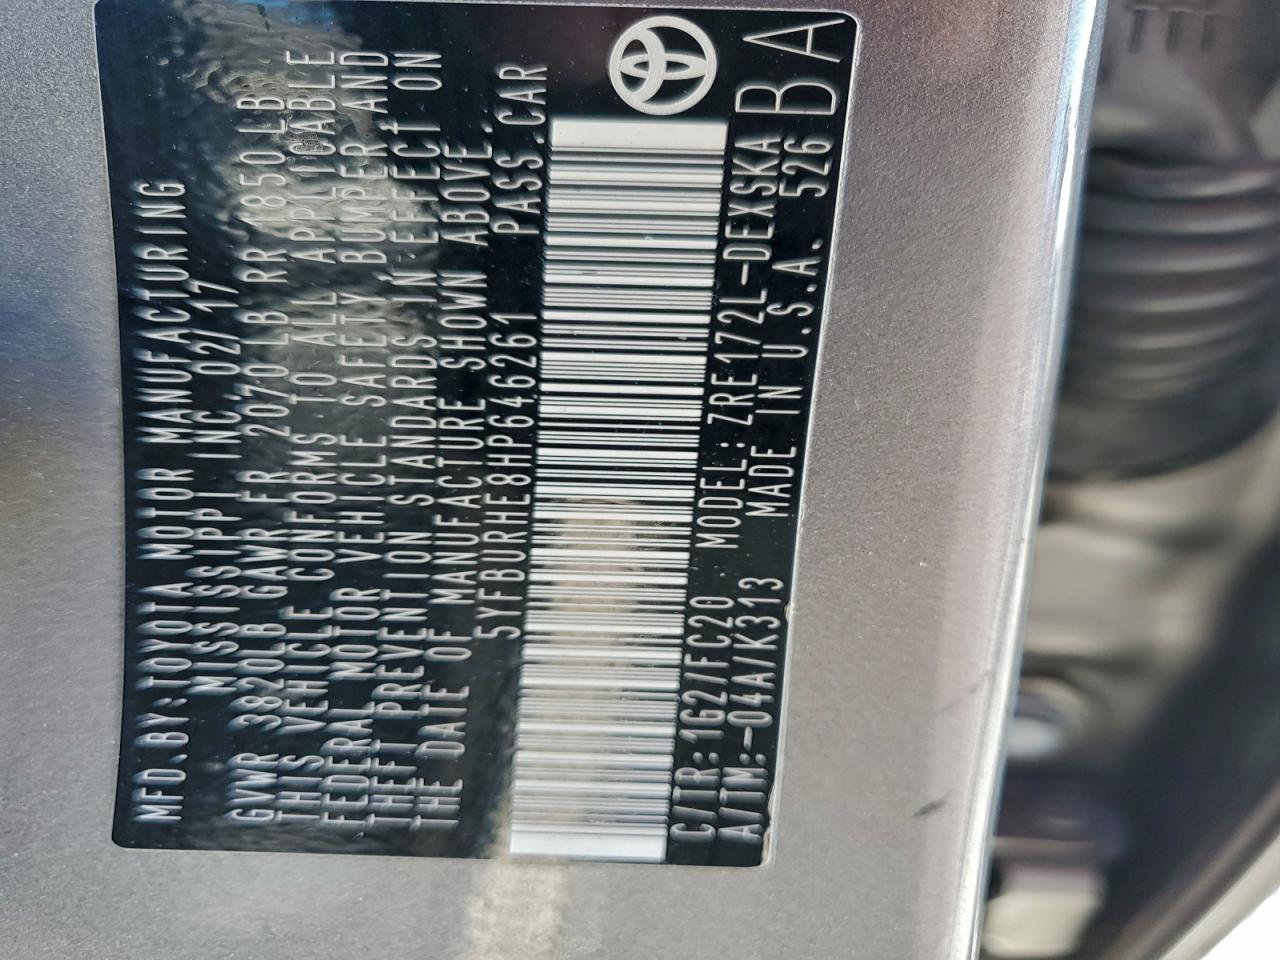 MFD.BY:TOYOTA MOTOR MANUFACTURING
MISSISSIPPI INC. 02/17
GVWR 3820LB GAWR FR 2070LB RR 1850LB
THIS VEHICLE CONFORMS TO ALL APPLICABLE
FEDERAL MOTOR VEHICLE SAFETY BUMPER AND
THEFT PREVENTION STANDARDS IN EFFECT ON
THE DATE OF MANUFACTURE SHOWN ABOVE.
5YFBURHE8HP646261 PASS.CAR
C/TR:1G2/FC20 MODEL:ZRE172L-DEXSKA B
A/TM:-04A/K313 MADE IN U.S.A. 526 BA